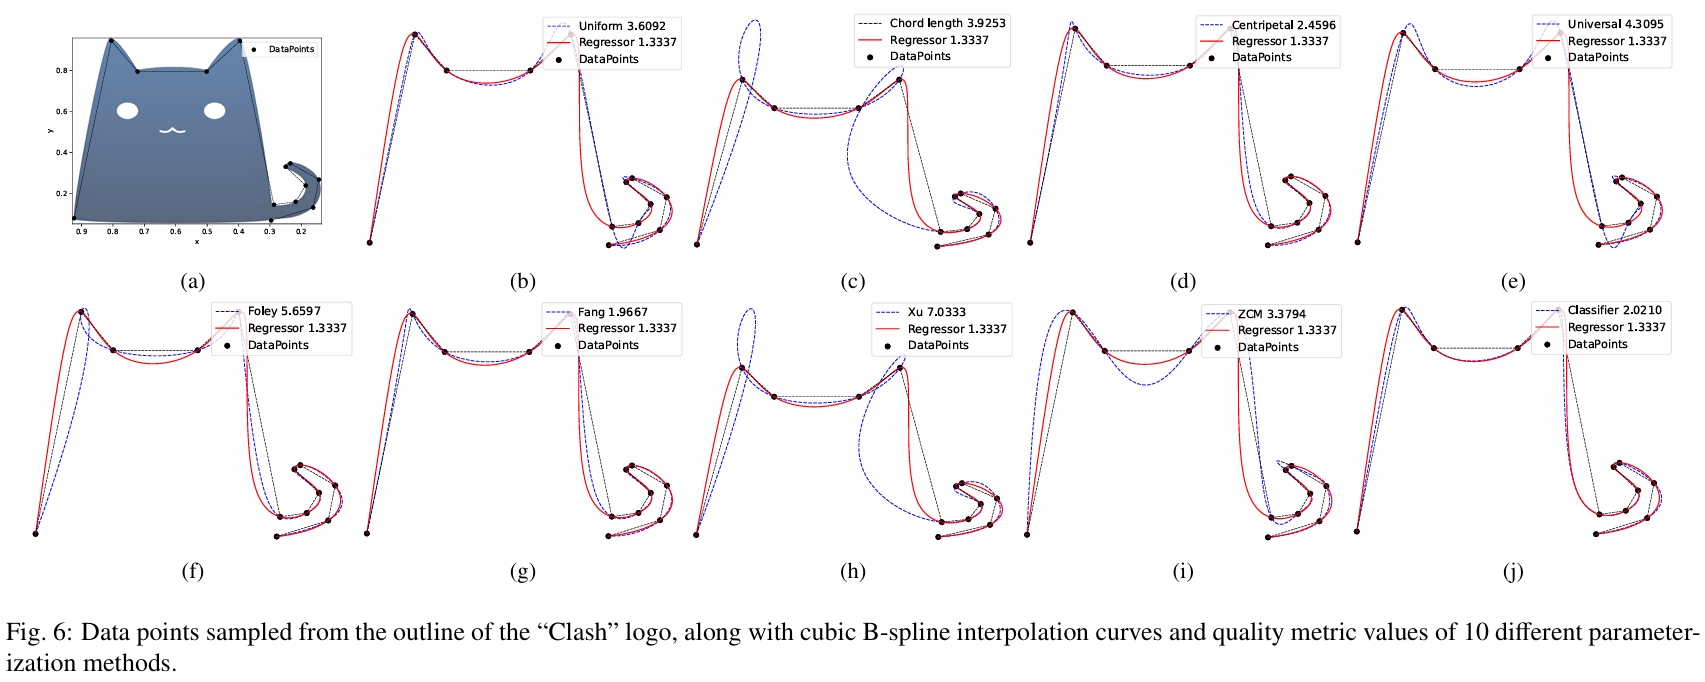 DataPoints
0.8
0.6
0.4
0.2
y
0.9 0.8 0.7 0.6 0.5 0.4 0.3 0.2
x
(a)
Uniform 3.6092
Regressor 1.3337
DataPoints
(b)
Chord length 3.9253
Regressor 1.3337
DataPoints
(c)
Centripetal 2.4596
Regressor 1.3337
DataPoints
(d)
Universal 4.3095
Regressor 1.3337
DataPoints
(e)
Foley 5.6597
Regressor 1.3337
DataPoints
(f)
Fang 1.9667
Regressor 1.3337
DataPoints
(g)
Xu 7.0333
Regressor 1.3337
DataPoints
(h)
ZCM 3.3794
Regressor 1.3337
DataPoints
(i)
Classifier 2.0210
Regressor 1.3337
DataPoints
(j)
Fig. 6: Data points sampled from the outline of the “Clash” logo, along with cubic B-spline interpolation curves and quality metric values of 10 different parameter-
ization methods.